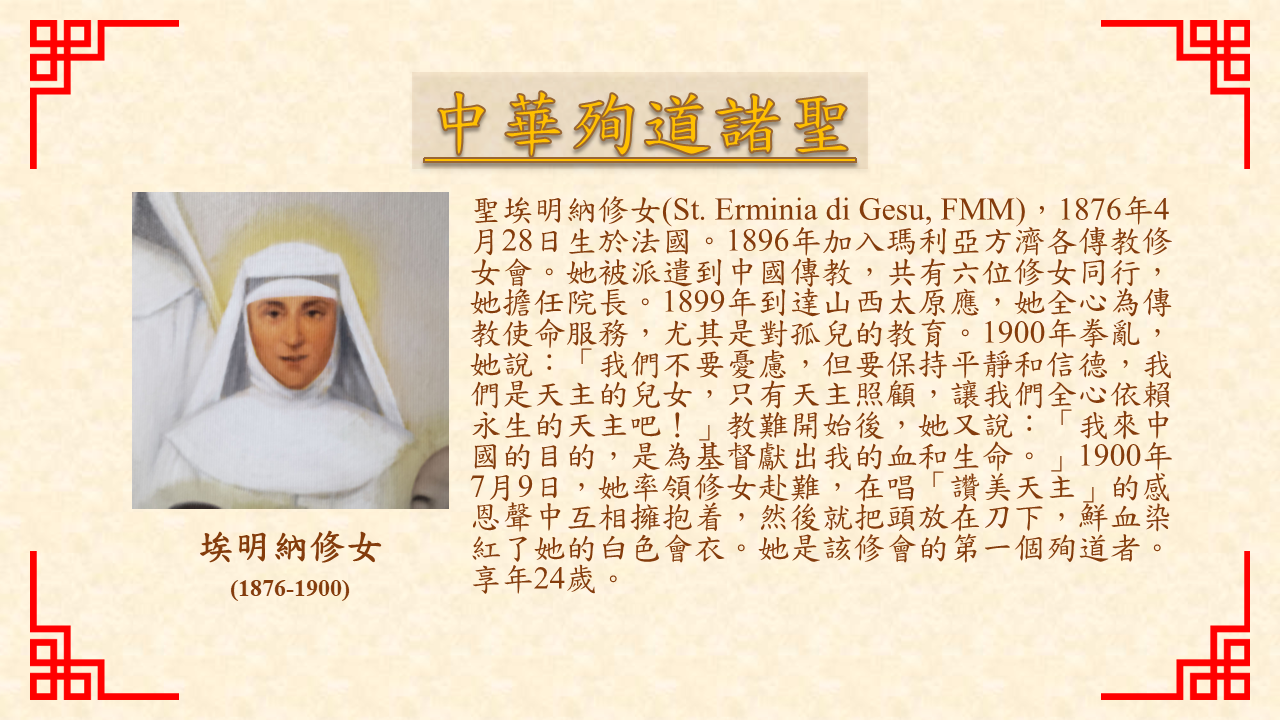 中華殉道諸聖
聖埃明納修女(St. Erminia di Gesu, FMM)，1876年4
月28日生於法國。1896年加入瑪利亞方濟各傳教修
女會。她被派遣到中國傳教，共有六位修女同行，
她擔任院長。1899年到達山西太原應，她全心為傳
教使命服務，尤其是對孤兒的教育。1900年拳亂，
她說：「我們不要憂慮，但要保持平靜和信德，我
們是天主的兒女，只有天主照顧，讓我們全心依賴
永生的天主吧！」教難開始後，她又說：「我來中
國的目的，是為基督獻出我的血和生命。」1900年
7月9日，她率領修女赴難，在唱「讚美天主」的感
恩聲中互相擁抱着，然後就把頭放在刀下，鮮血染
紅了她的白色會衣。她是該修會的第一個殉道者。
享年24歲。
埃明納修女
(1876-1900)